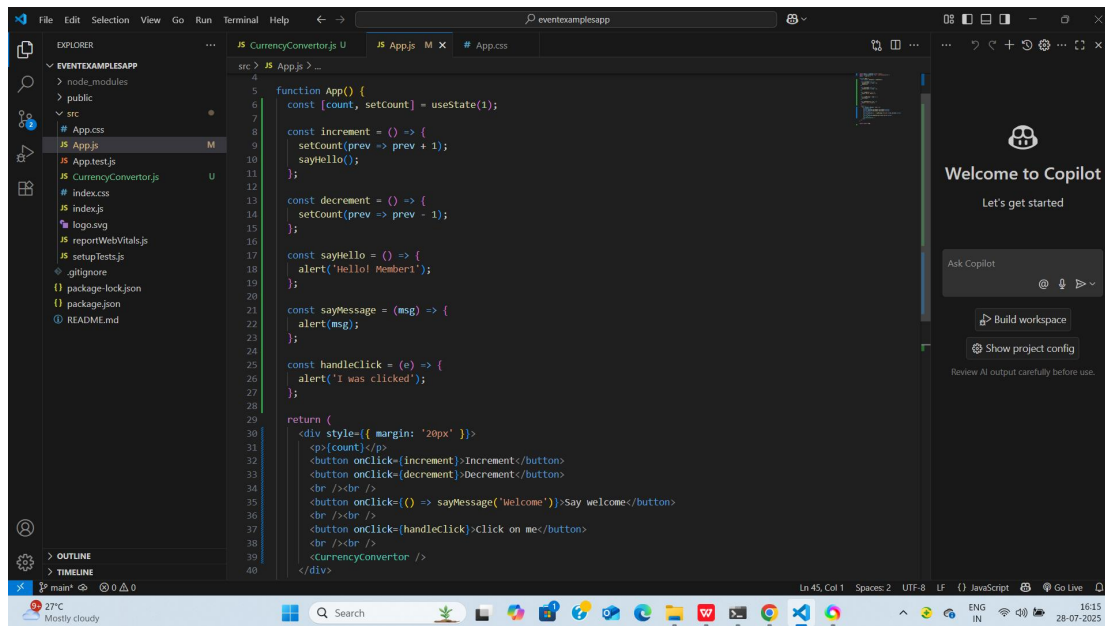 File Edit Selection View Go Run Terminal Help
eventexamplesapp
EXPLORER
EVENTEXAMPLESAPP
node_modules
public
src
# App.css
JS App.js M
JS App.test.js
JS CurrencyConvertor.js U
# index.css
JS index.js
logo.svg
JS reportWebVitals.js
JS setupTests.js
.gitignore
{} package-lock.json
{} package.json
README.md
OUTLINE
TIMELINE
2
JS CurrencyConvertor.js U JS App.js M # App.css
src > JS App.js > ...
4
5 function App() {
6 const [count, setCount] = useState(1);
7
8 const increment = () => {
9 setCount(prev => prev + 1);
10 sayHello();
11 };
12
13 const decrement = () => {
14 setCount(prev => prev - 1);
15 };
16
17 const sayHello = () => {
18 alert('Hello! Member1');
19 };
20
21 const sayMessage = (msg) => {
22 alert(msg);
23 };
24
25 const handleClick = (e) => {
26 alert('I was clicked');
27 };
28
29 return (
30 <div style={{ margin: '20px' }}>
31 <p>{count}</p>
32 <button onClick={increment}>Increment</button>
33 <button onClick={decrement}>Decrement</button>
34 <br /><br />
35 <button onClick={() => sayMessage('Welcome')}>Say welcome</button>
36 <br /><br />
37 <button onClick={handleClick}>Click on me</button>
38 <br /><br />
39 <CurrencyConvertor />
40 </div>
Welcome to Copilot
Let's get started
Ask Copilot
@
Build workspace
Show project config
Review AI output carefully before use.
main* 0 0 Ln 45, Col 1 Spaces: 2 UTF-8 LF {} JavaScript Go Live
27°C
Mostly cloudy
Search
ENG
IN
16:15
28-07-2025